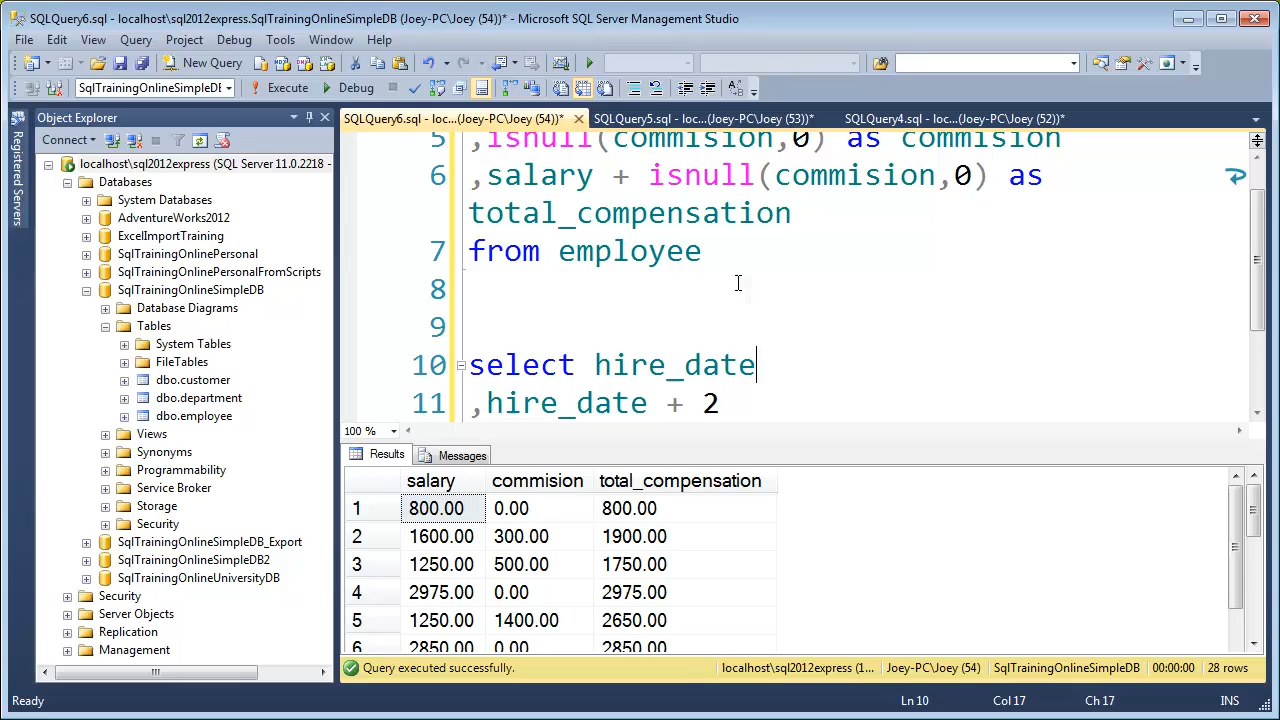 SQLQuery6.sql - localhost\sql2012express.SqlTrainingOnlineSimpleDB (Joey-PC\Joey (54))* - Microsoft SQL Server Management Studio
File Edit View Query Project Debug Tools Window Help
New Query
SqlTrainingOnlineSimpleDE Execute Debug
Object Explorer
Connect
Registered Servers
localhost\sql2012express (SQL Server 11.0.2218 -
Databases
System Databases
AdventureWorks2012
ExcelImportTraining
SqlTrainingOnlinePersonal
SqlTrainingOnlinePersonalFromScripts
SqlTrainingOnlineSimpleDB
Database Diagrams
Tables
System Tables
FileTables
dbo.customer
dbo.department
dbo.employee
Views
Synonyms
Programmability
Service Broker
Storage
Security
SqlTrainingOnlineSimpleDB_Export
SqlTrainingOnlineSimpleDB2
SqlTrainingOnlineUniversityDB
Security
Server Objects
Replication
Management
SQLQuery6.sql - loc...(Joey-PC\Joey (54))* SQLQuery5.sql - loc...(Joey-PC\Joey (53))* SQLQuery4.sql - loc...(Joey-PC\Joey (52))*
5 ,isnull(commision,0) as commision
6 ,salary + isnull(commision,0) as
total_compensation
7 from employee
8
9
10 select hire_date
11 ,hire_date + 2
100 %
Results Messages
salary commision total_compensation
1 800.00 0.00 800.00
2 1600.00 300.00 1900.00
3 1250.00 500.00 1750.00
4 2975.00 0.00 2975.00
5 1250.00 1400.00 2650.00
6 2850.00 0.00 2850.00
Query executed successfully. localhost\sql2012express (1... Joey-PC\Joey (54) SqlTrainingOnlineSimpleDB 00:00:00 28 rows
Ready Ln 10 Col 17 Ch 17 INS